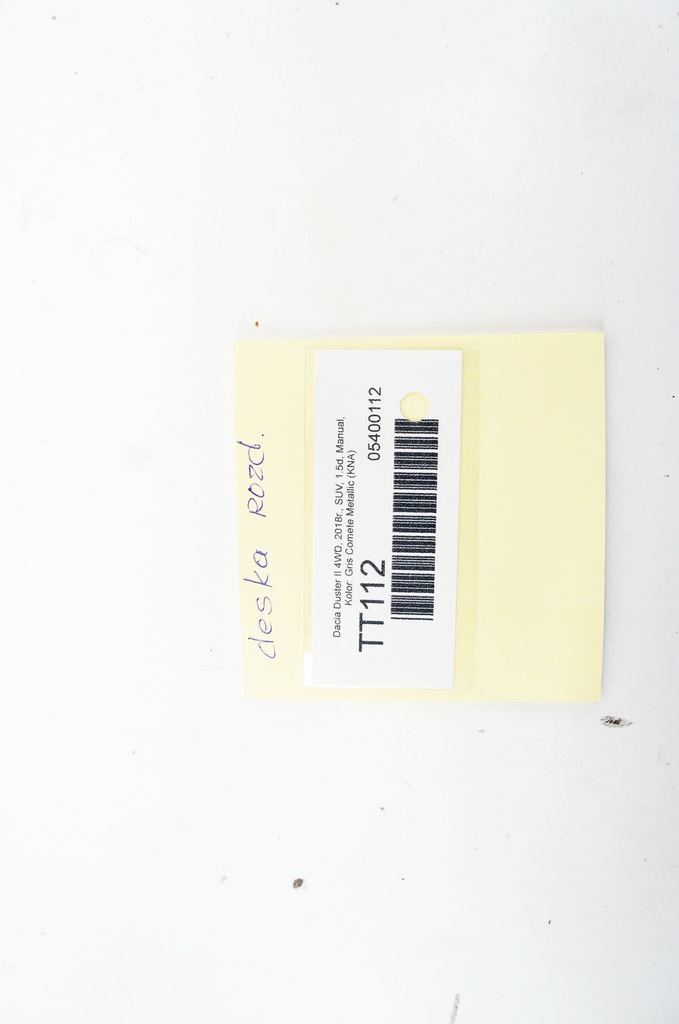 deska rozd.
Dacia Duster II 4WD, 2018r., SUV, 1.5d, Manual,
Kolor: Gris Comete Metallic (KNA)
TT112 05400112